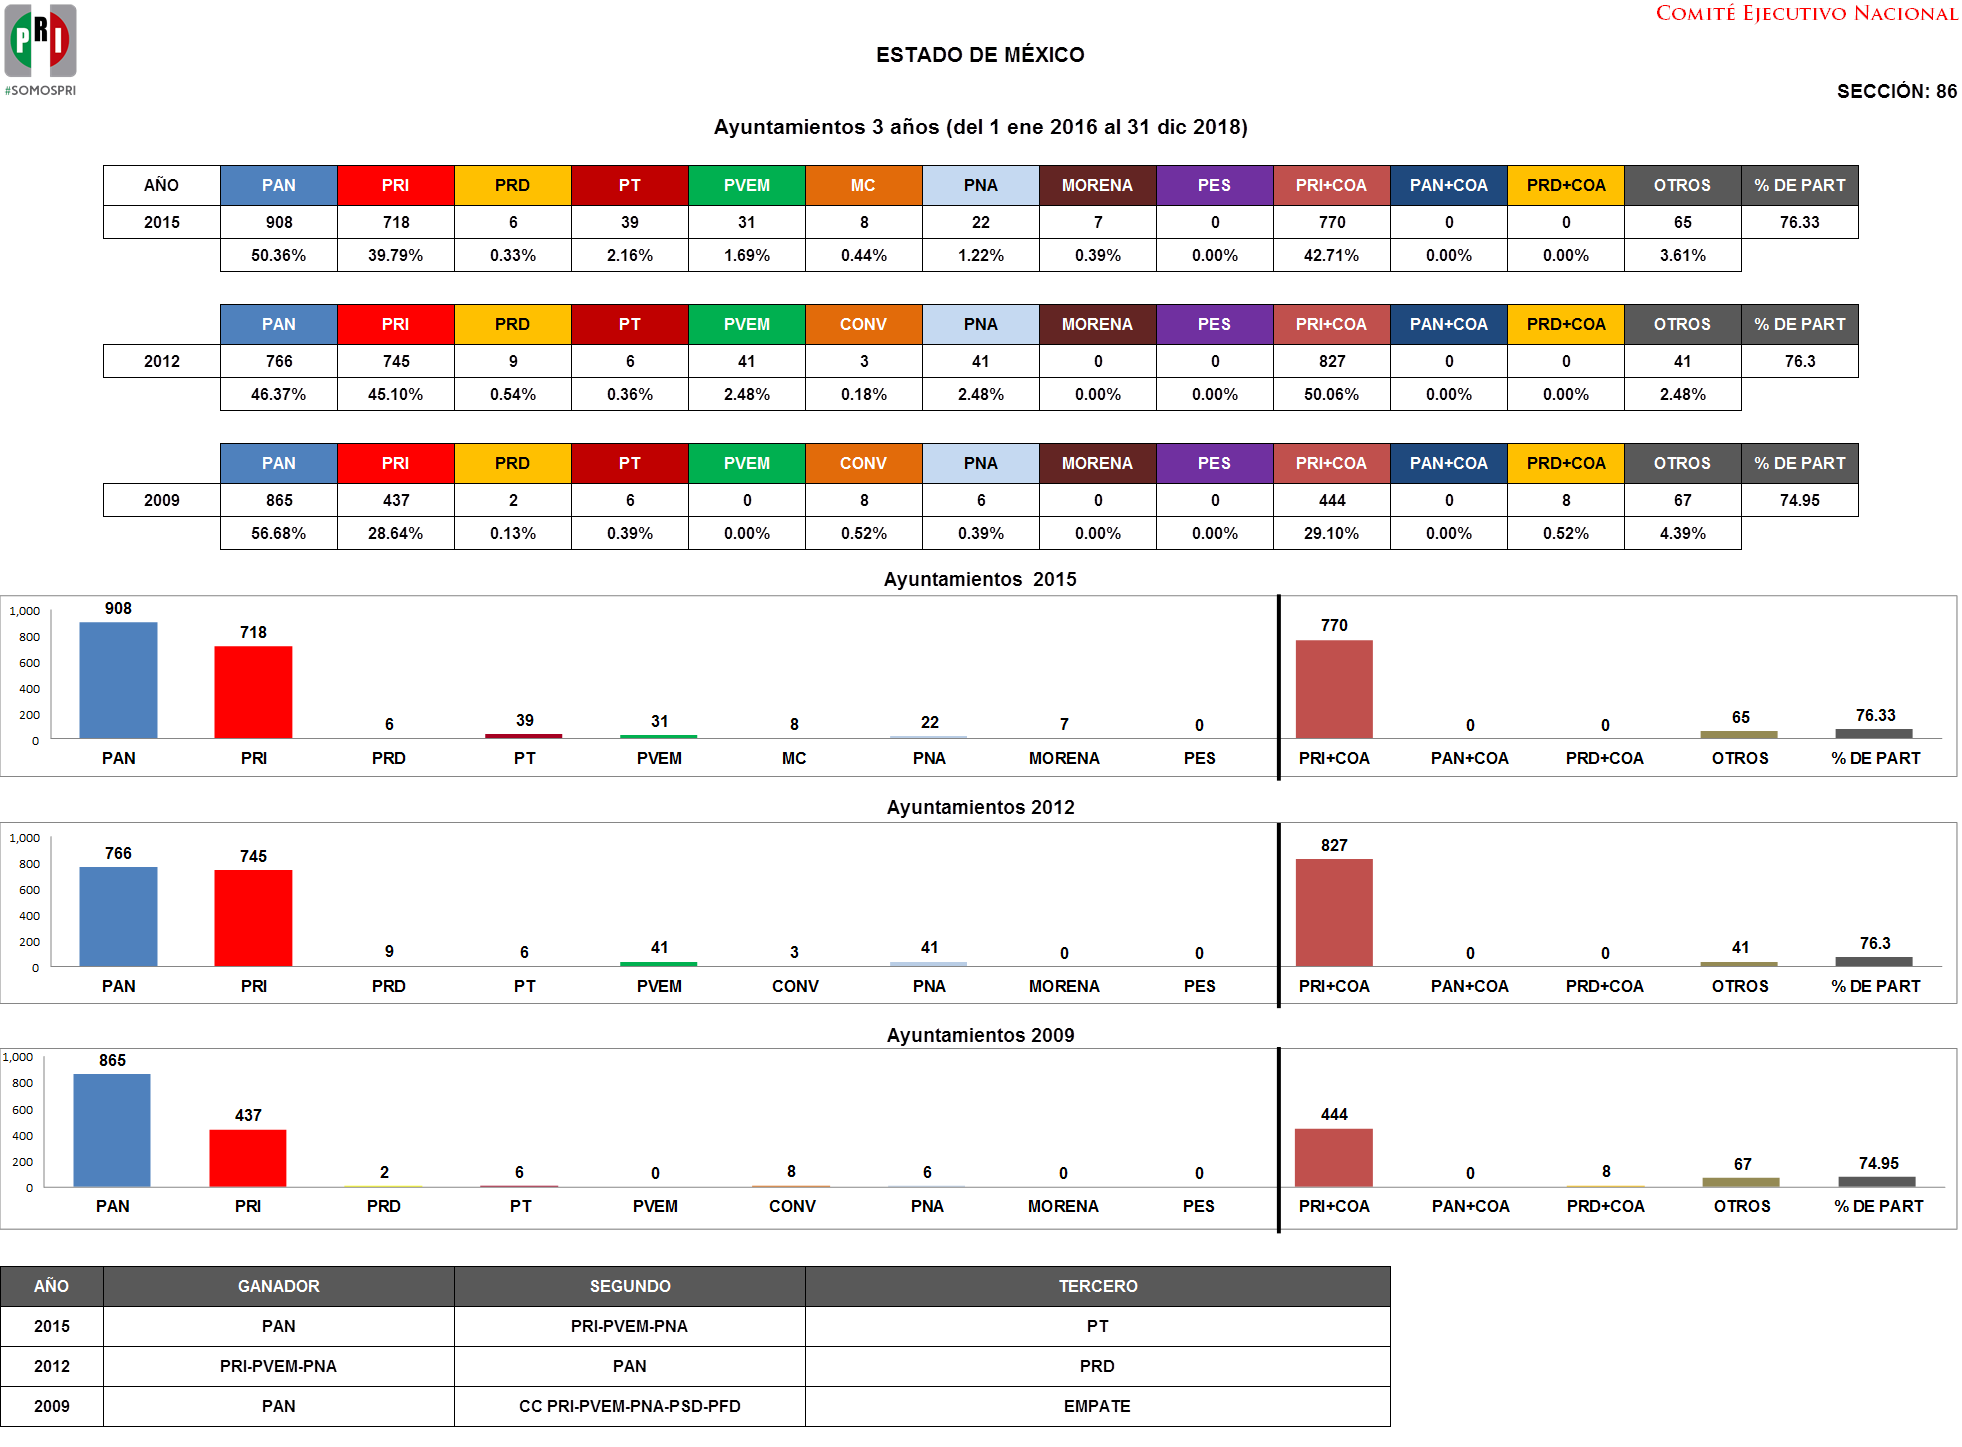 PRI
#SOMOSPRI
COMITÉ EJECUTIVO NACIONAL
ESTADO DE MÉXICO
SECCIÓN: 86
Ayuntamientos 3 años (del 1 ene 2016 al 31 dic 2018)
AÑO PAN PRI PRD PT PVEM MC PNA MORENA PES PRI+COA PAN+COA PRD+COA OTROS % DE PART
2015 908 718 6 39 31 8 22 7 0 770 0 0 65 76.33
50.36% 39.79% 0.33% 2.16% 1.69% 0.44% 1.22% 0.39% 0.00% 42.71% 0.00% 0.00% 3.61%
PAN PRI PRD PT PVEM CONV PNA MORENA PES PRI+COA PAN+COA PRD+COA OTROS % DE PART
2012 766 745 9 6 41 3 41 0 0 827 0 0 41 76.3
46.37% 45.10% 0.54% 0.36% 2.48% 0.18% 2.48% 0.00% 0.00% 50.06% 0.00% 0.00% 2.48%
PAN PRI PRD PT PVEM CONV PNA MORENA PES PRI+COA PAN+COA PRD+COA OTROS % DE PART
2009 865 437 2 6 0 8 6 0 0 444 0 8 67 74.95
56.68% 28.64% 0.13% 0.39% 0.00% 0.52% 0.39% 0.00% 0.00% 29.10% 0.00% 0.52% 4.39%
Ayuntamientos 2015
1,000
800
600
400
200
0
908 718 6 39 31 8 22 7 0 770 0 0 65 76.33
PAN PRI PRD PT PVEM MC PNA MORENA PES PRI+COA PAN+COA PRD+COA OTROS % DE PART
Ayuntamientos 2012
1,000
800
600
400
200
0
766 745 9 6 41 3 41 0 0 827 0 0 41 76.3
PAN PRI PRD PT PVEM CONV PNA MORENA PES PRI+COA PAN+COA PRD+COA OTROS % DE PART
Ayuntamientos 2009
1,000
800
600
400
200
0
865 437 2 6 0 8 6 0 0 444 0 8 67 74.95
PAN PRI PRD PT PVEM CONV PNA MORENA PES PRI+COA PAN+COA PRD+COA OTROS % DE PART
AÑO GANADOR SEGUNDO TERCERO
2015 PAN PRI-PVEM-PNA PT
2012 PRI-PVEM-PNA PAN PRD
2009 PAN CC PRI-PVEM-PNA-PSD-PFD EMPATE